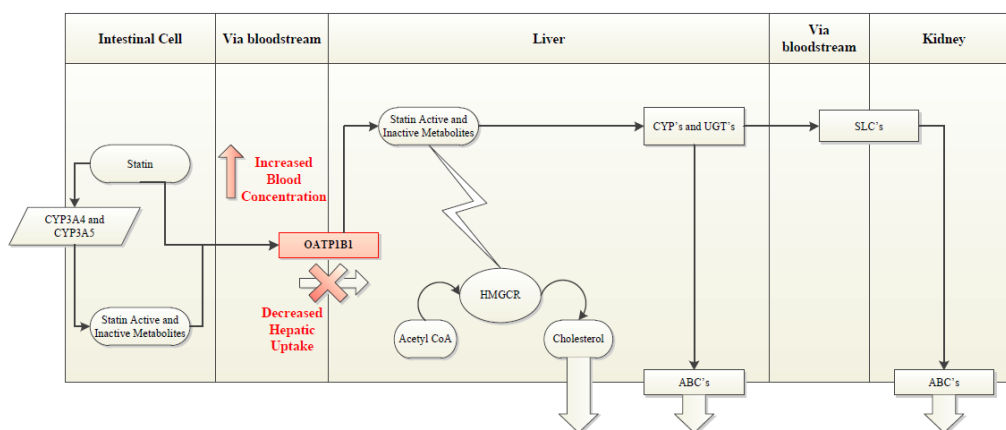 Intestinal Cell
Via bloodstream
Liver
Via
bloodstream
Kidney
Statin
CYP3A4 and
CYP3A5
Statin Active and
Inactive Metabolites
Increased
Blood
Concentration
OATP1B1
Decreased
Hepatic
Uptake
Statin Active and
Inactive Metabolites
HMGCR
Acetyl CoA
Cholesterol
CYP's and UGT's
ABC's
SLC's
ABC's